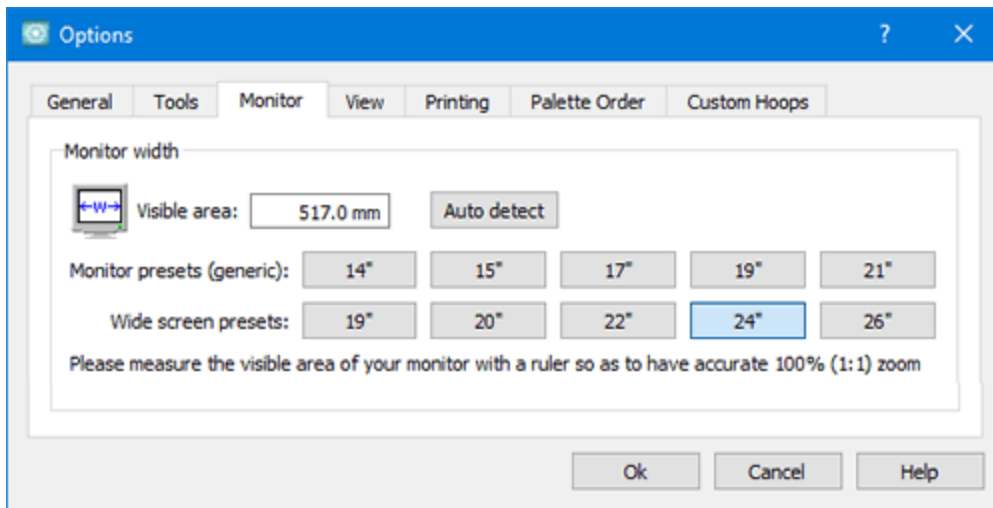 Options ?
General Tools Monitor View Printing Palette Order Custom Hoops
Monitor width
W Visible area: 517.0 mm Auto detect
Monitor presets (generic): 14" 15" 17" 19" 21"
Wide screen presets: 19" 20" 22" 24" 26"
Please measure the visible area of your monitor with a ruler so as to have accurate 100% (1:1) zoom
Ok Cancel Help